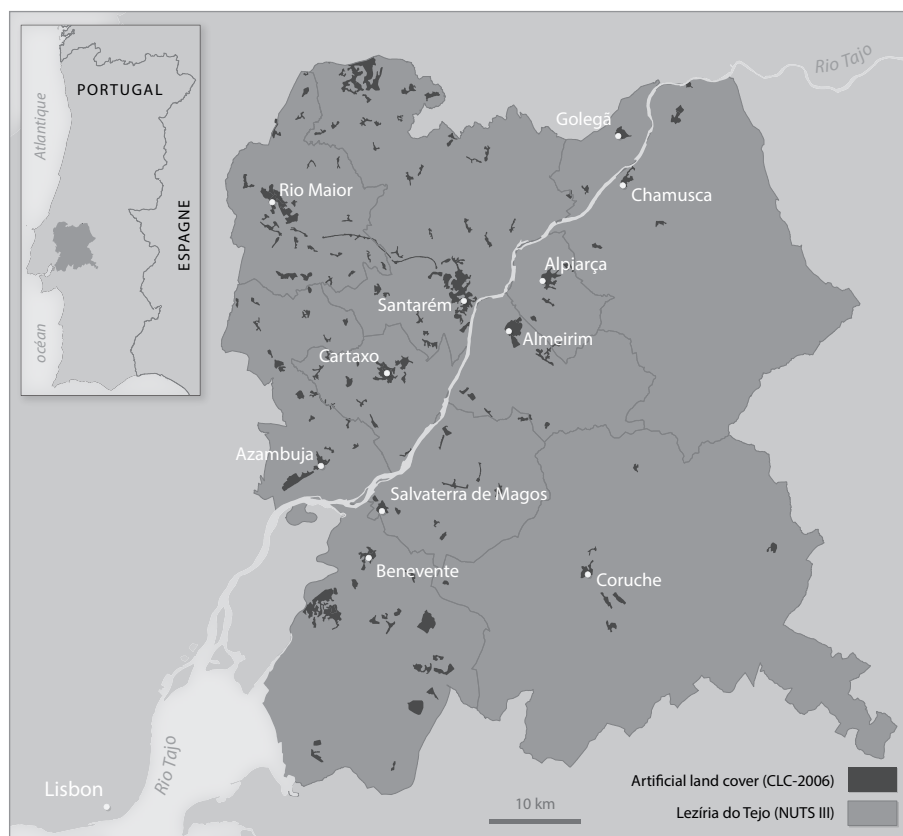 PORTUGAL
Atlantique
océan
ESPAGNE
Rio Tajo
Golegã
Chamusca
Rio Maior
Alpiarça
Santarém
Almeirim
Cartaxo
Azambuja
Salvaterra de Magos
Benevente
Coruche
Rio Tajo
Lisbon
10 km
Artificial land cover (CLC-2006)
Lezíria do Tejo (NUTS III)